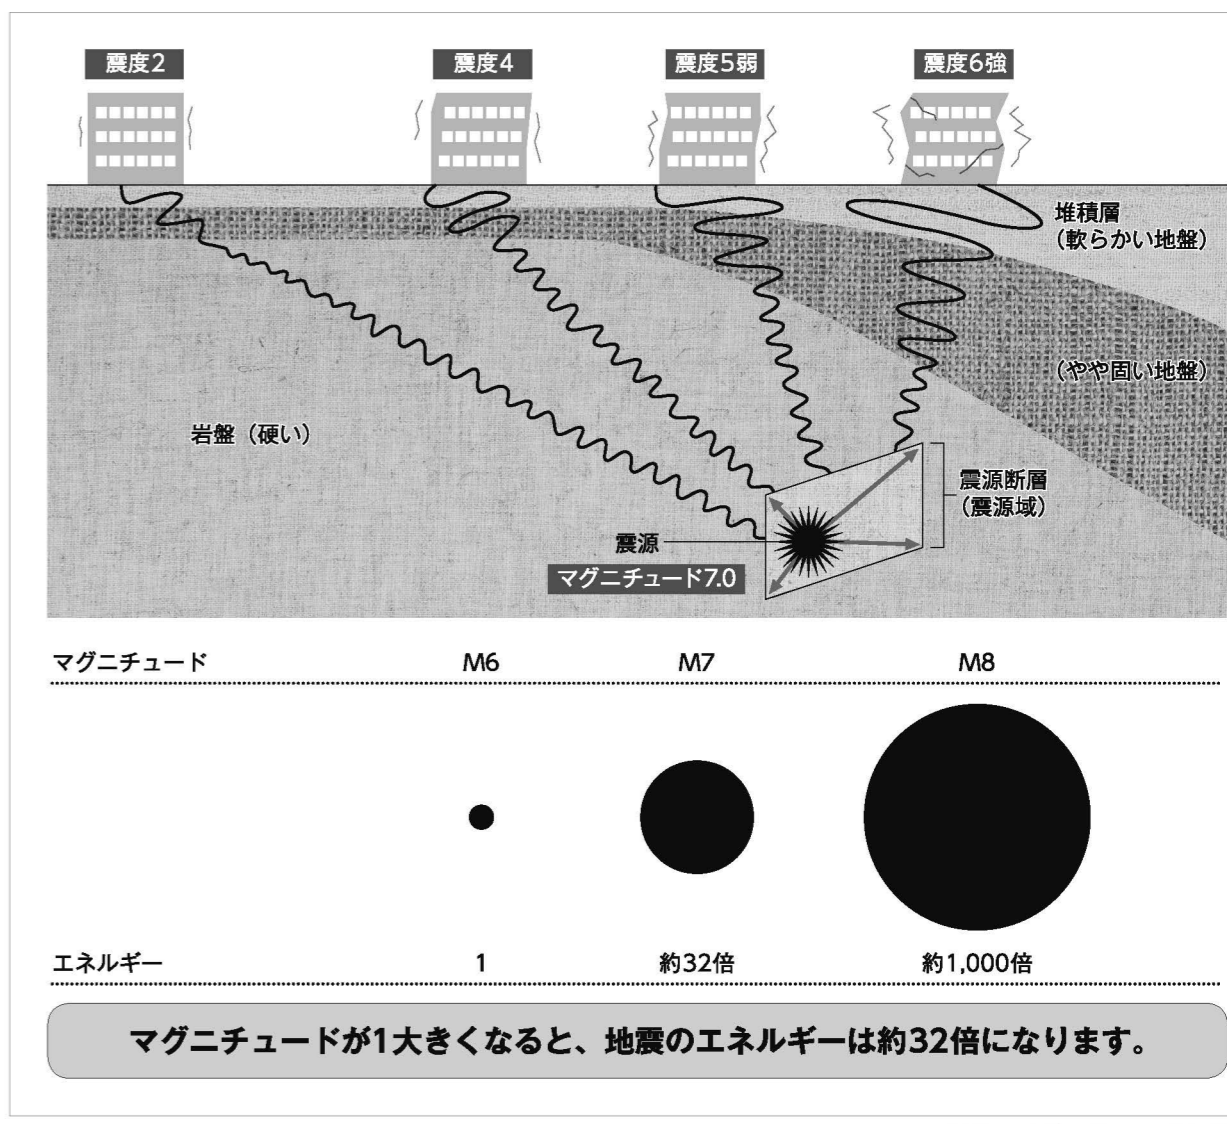 震度2
震度4
震度5弱
震度6強
堆積層
（軟らかい地盤）
（やや固い地盤）
岩盤（硬い）
震源断層
（震源域）
震源
マグニチュード7.0
マグニチュード M6 M7 M8
エネルギー 1 約32倍 約1,000倍
マグニチュードが1大きくなると、地震のエネルギーは約32倍になります。